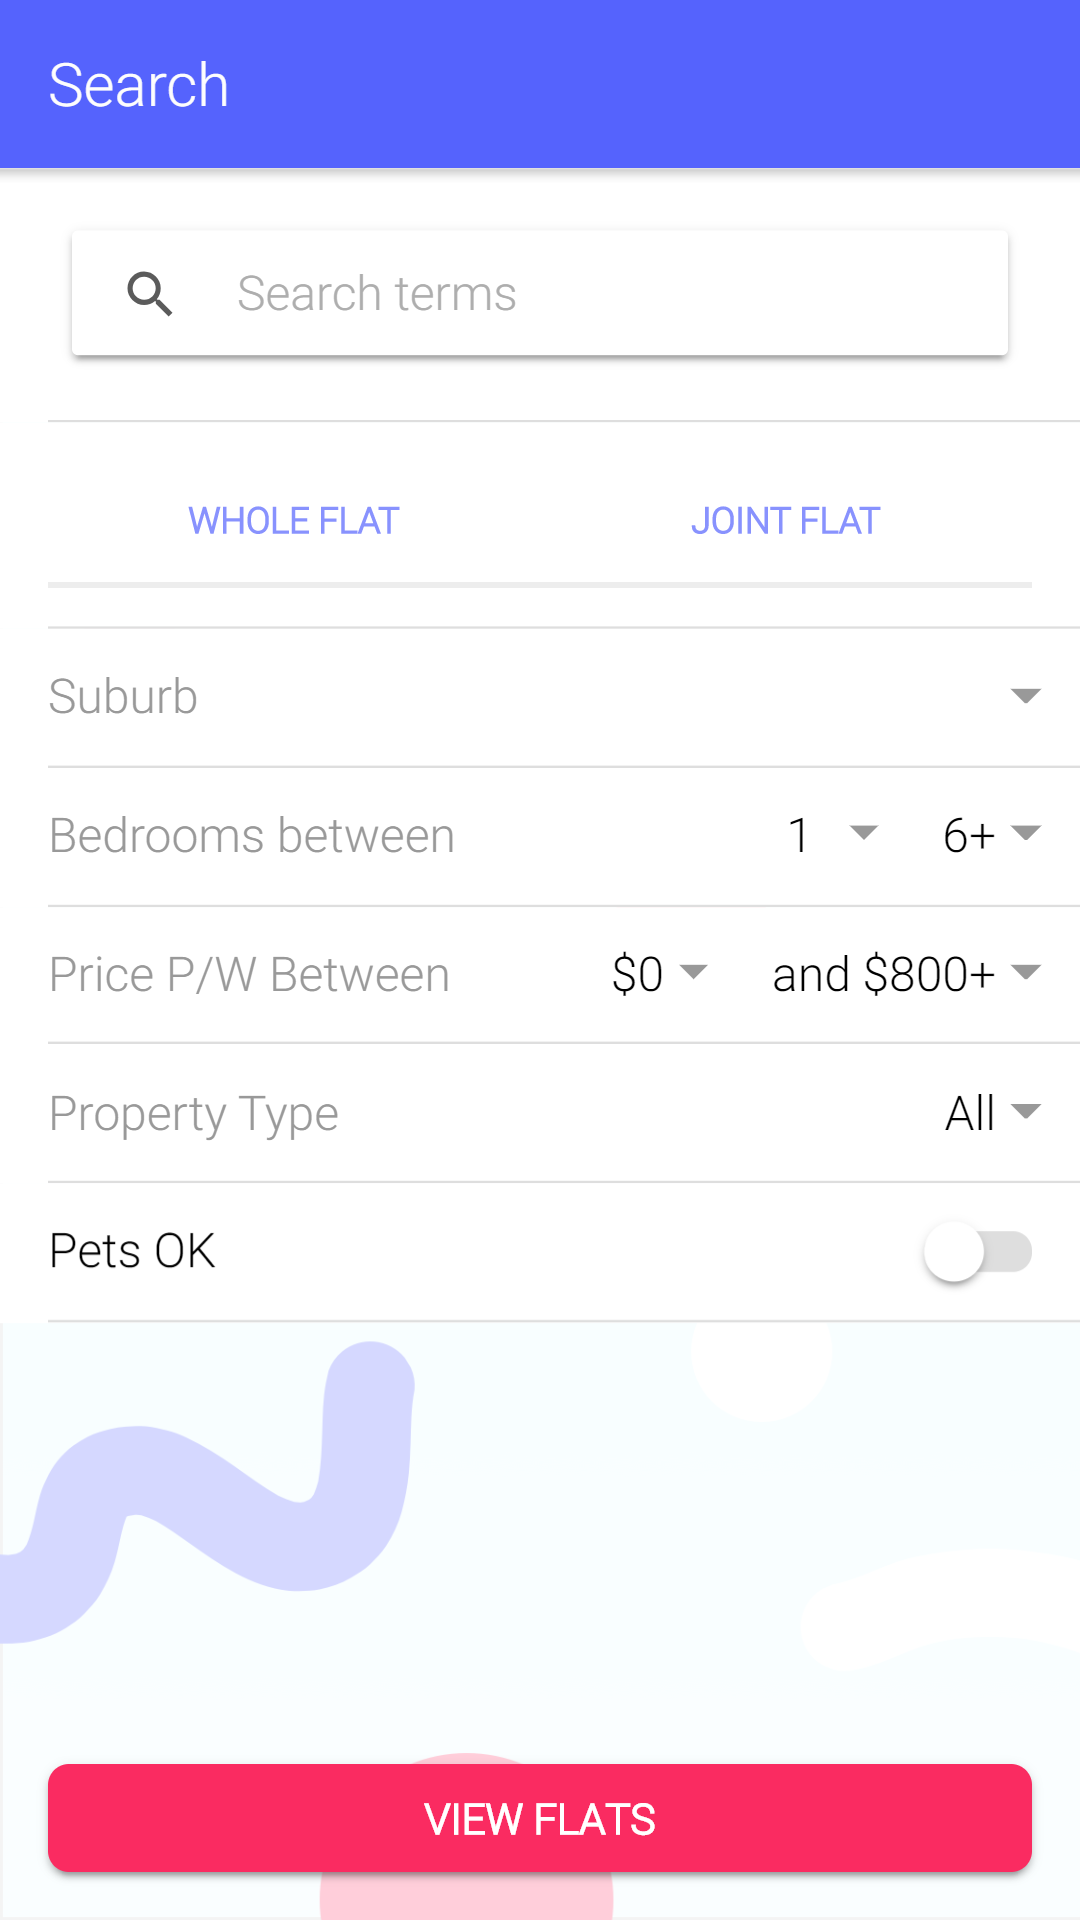 Search
Search terms
WHOLE FLAT JOINT FLAT
Suburb
Bedrooms between 1 6+
Price P/W Between $0 and $800+
Property Type All
Pets OK
VIEW FLATS